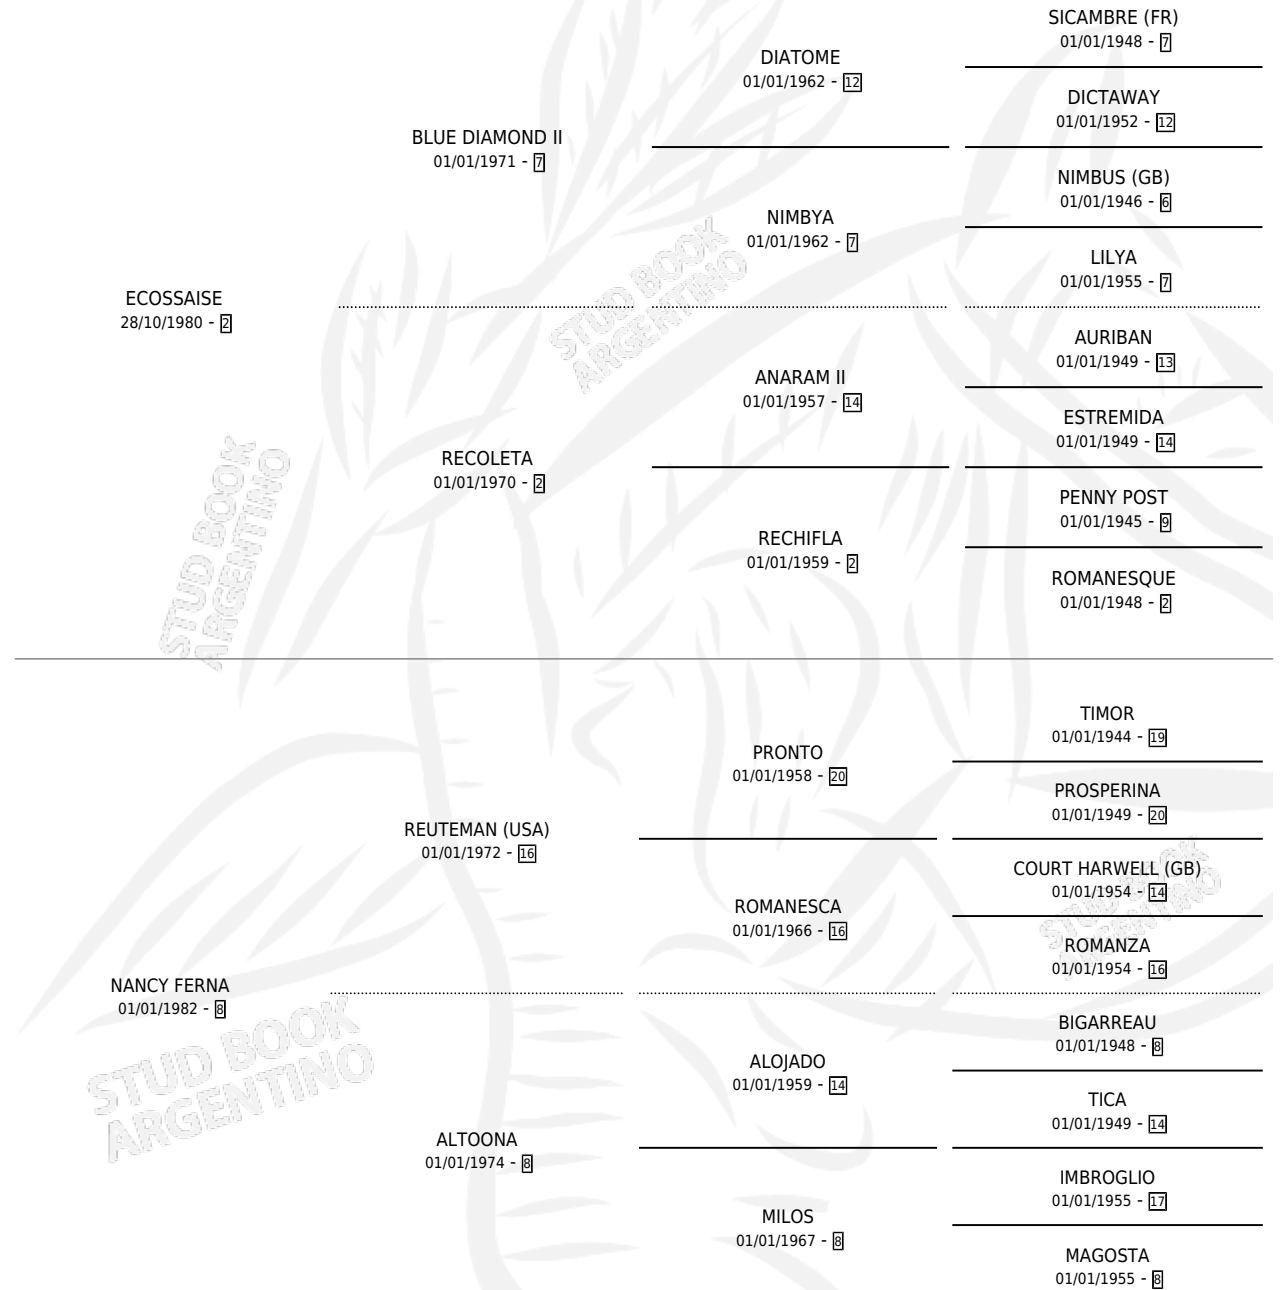 SICAMBRE (FR)
01/01/1948 - 7
DIATOME
01/01/1962 - 12
DICTAWAY
01/01/1952 - 12
BLUE DIAMOND II
01/01/1971 - 7
NIMBUS (GB)
01/01/1946 - 6
NIMBYA
01/01/1962 - 7
LILYA
01/01/1955 - 7
ECOSSAISE
28/10/1980 - 2
AURIBAN
01/01/1949 - 13
ANARAM II
01/01/1957 - 14
ESTREMIDA
01/01/1949 - 14
RECOLETA
01/01/1970 - 2
PENNY POST
01/01/1945 - 9
RECHIFLA
01/01/1959 - 2
ROMANESQUE
01/01/1948 - 2
TIMOR
01/01/1944 - 19
PRONTO
01/01/1958 - 20
PROSPERINA
01/01/1949 - 20
REUTEMAN (USA)
01/01/1972 - 16
COURT HARWELL (GB)
01/01/1954 - 14
ROMANESCA
01/01/1966 - 16
ROMANZA
01/01/1954 - 16
NANCY FERNA
01/01/1982 - 8
BIGARREAU
01/01/1948 - 8
ALOJADO
01/01/1959 - 14
TICA
01/01/1949 - 14
ALTOONA
01/01/1974 - 8
IMBROGLIO
01/01/1955 - 17
MILOS
01/01/1967 - 8
MAGOSTA
01/01/1955 - 8
STUD BOOK
ARGENTINO
STUD BOOK
ARGENTINO
STUD BOOK
ARGENTINO
STUD BOOK
ARGENTINO